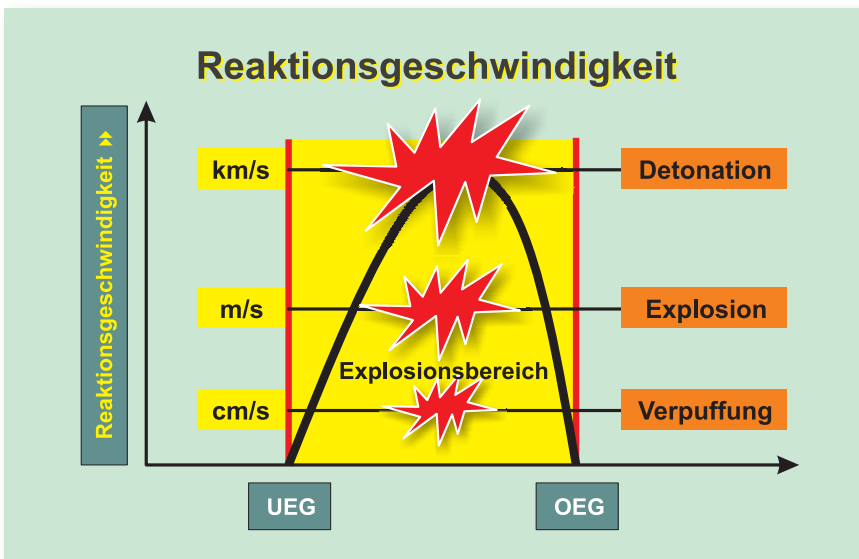 Reaktionsgeschwindigkeit
Reaktionsgeschwindigkeit
km/s
Detonation
m/s
Explosion
Explosionsbereich
cm/s
Verpuffung
UEG
OEG